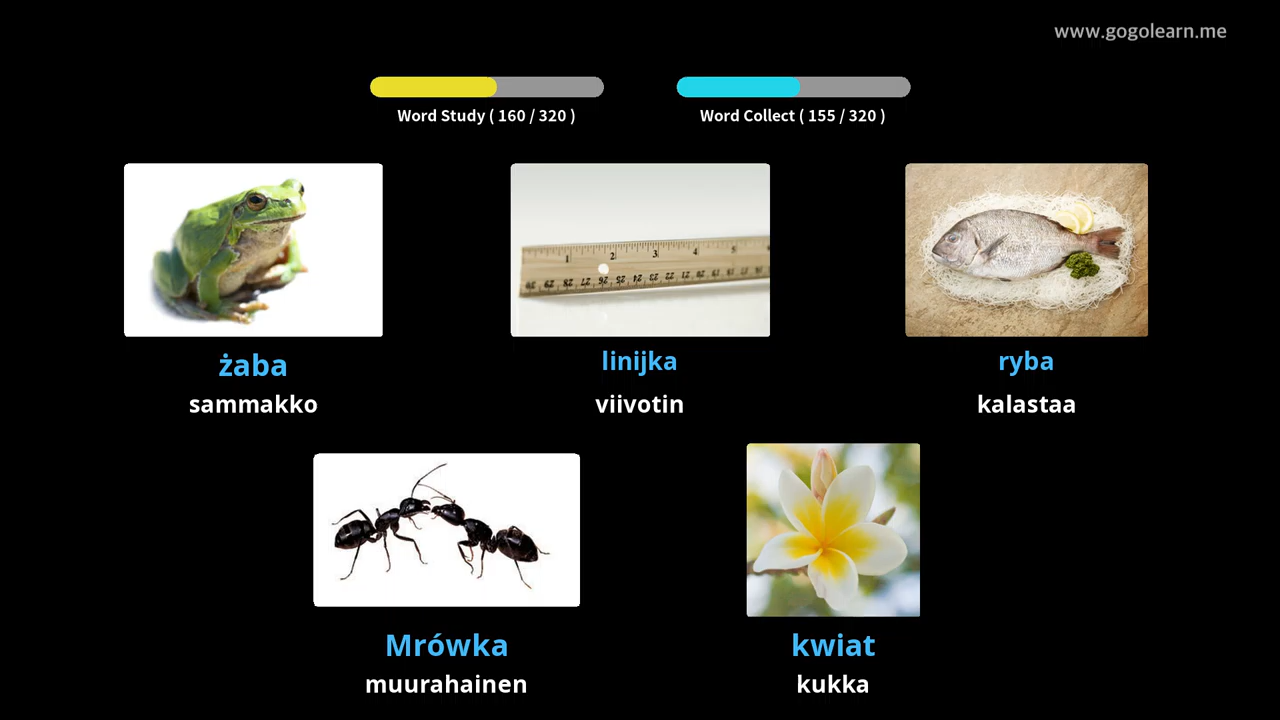 www.gogolearn.me
Word Study ( 160 / 320 )
Word Collect ( 155 / 320 )
żaba
sammakko
linijka
viivotin
ryba
kalastaa
Mrówka
muurahainen
kwiat
kukka